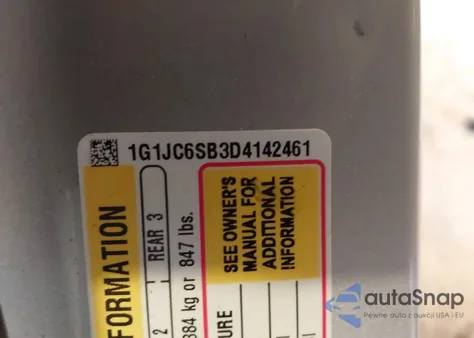 1G1JC6SB3D4142461
FORMATION
2 | REAR 3
384 kg or 847 lbs.
SEE OWNER'S
MANUAL FOR
ADDITIONAL
INFORMATION
URE
autaSnap
Pewne auta z aukcji USA i EU